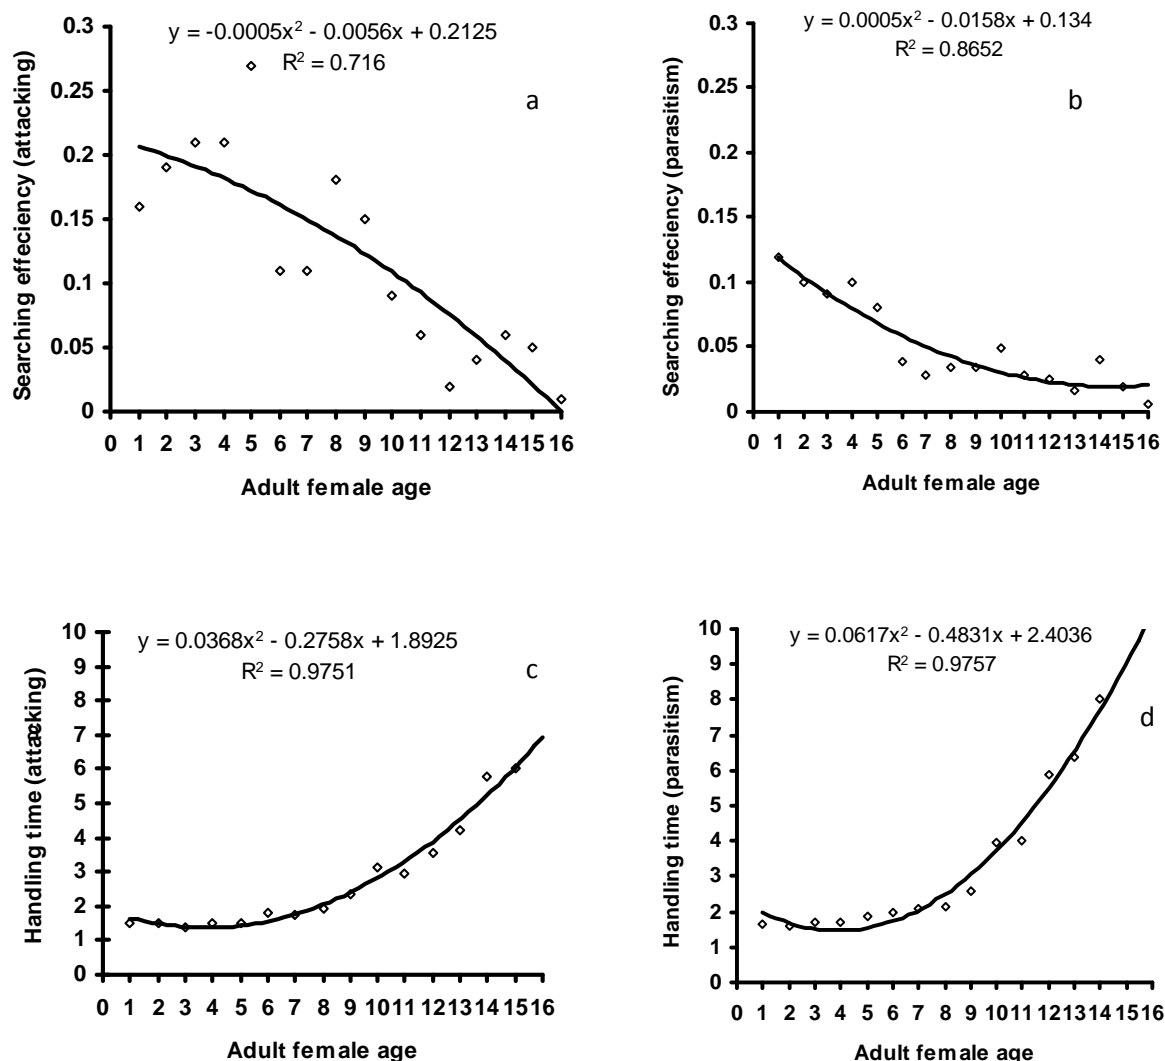 y = -0.0005x² - 0.0056x + 0.2125
R² = 0.716
a
Searching effeciency (attacking)
0.3
0.25
0.2
0.15
0.1
0.05
0
0 1 2 3 4 5 6 7 8 9 10 11 12 13 14 15 16
Adult female age
y = 0.0005x² - 0.0158x + 0.134
R² = 0.8652
b
Searching effeciency (parasitism)
0.3
0.25
0.2
0.15
0.1
0.05
0
0 1 2 3 4 5 6 7 8 9 10 11 12 13 14 15 16
Adult female age
y = 0.0368x² - 0.2758x + 1.8925
R² = 0.9751
c
Handling time (attacking)
10
9
8
7
6
5
4
3
2
1
0
0 1 2 3 4 5 6 7 8 9 10 11 12 13 14 15 16
Adult female age
y = 0.0617x² - 0.4831x + 2.4036
R² = 0.9757
d
Handling time (parasitism)
10
9
8
7
6
5
4
3
2
1
0
0 1 2 3 4 5 6 7 8 9 10 11 12 13 14 15 16
Adult female age